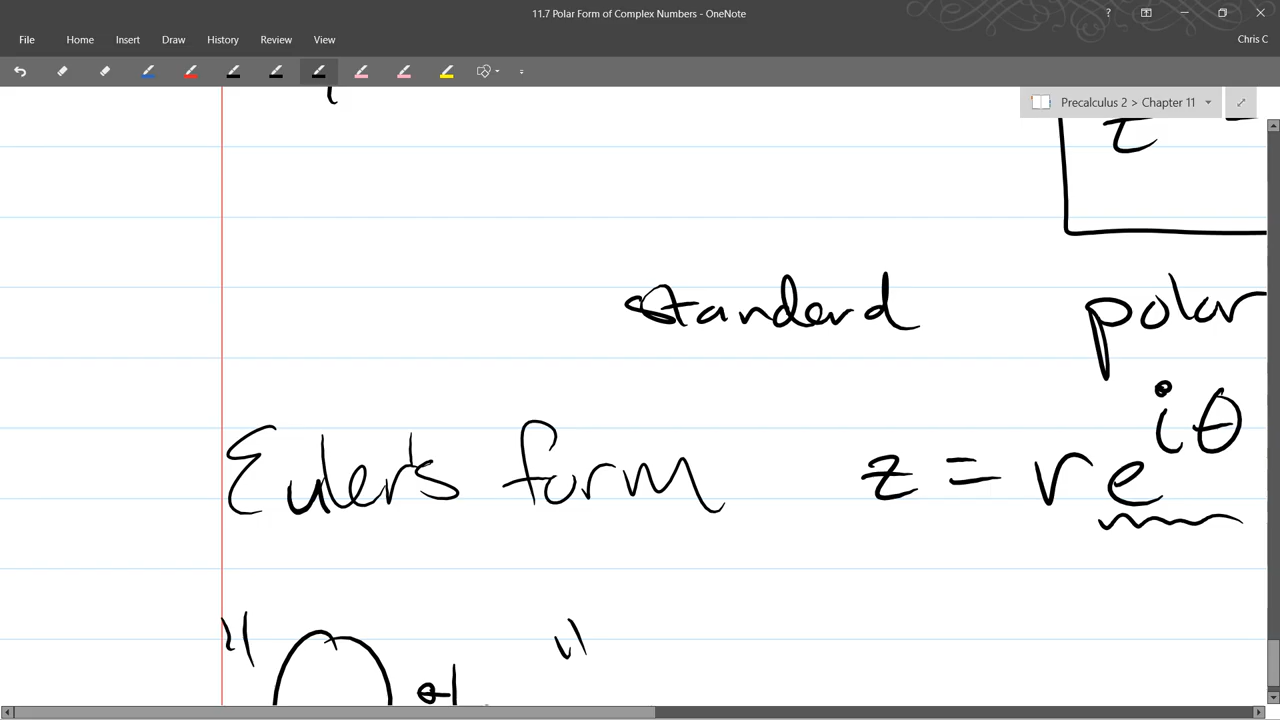 11.7 Polar Form of Complex Numbers - OneNote
File Home Insert Draw History Review View Chris C
Precalculus 2 > Chapter 11
i
z
standard polar
Euler's form z = re^{iθ}
"
"